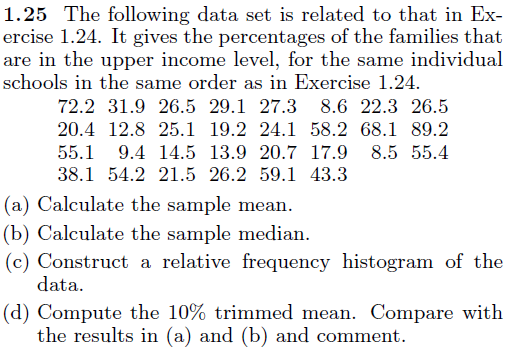 1.25 The following data set is related to that in Ex-
ercise 1.24. It gives the percentages of the families that
are in the upper income level, for the same individual
schools in the same order as in Exercise 1.24.
72.2 31.9 26.5 29.1 27.3 8.6 22.3 26.5
20.4 12.8 25.1 19.2 24.1 58.2 68.1 89.2
55.1 9.4 14.5 13.9 20.7 17.9 8.5 55.4
38.1 54.2 21.5 26.2 59.1 43.3
(a) Calculate the sample mean.
(b) Calculate the sample median.
(c) Construct a relative frequency histogram of the
data.
(d) Compute the 10% trimmed mean. Compare with
the results in (a) and (b) and comment.